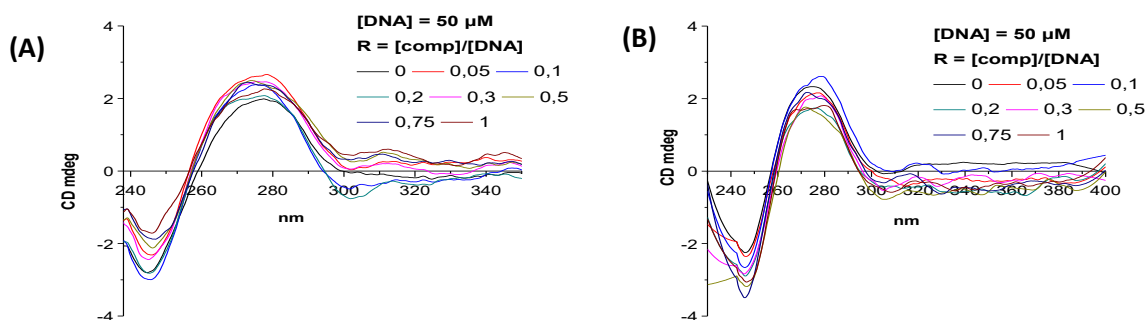 (A)
[DNA] = 50 µM
R = [comp]/[DNA]
0 0,05 0,1
0,2 0,3 0,5
0,75 1
CD mdeg
4
2
0
-2
-4
240 260 280 300 320 340
nm
(B)
[DNA] = 50 µM
R = [comp]/[DNA]
0 0,05 0,1
0,2 0,3 0,5
0,75 1
CD mdeg
4
2
0
-2
-4
240 260 280 300 320 340 360 380 400
nm